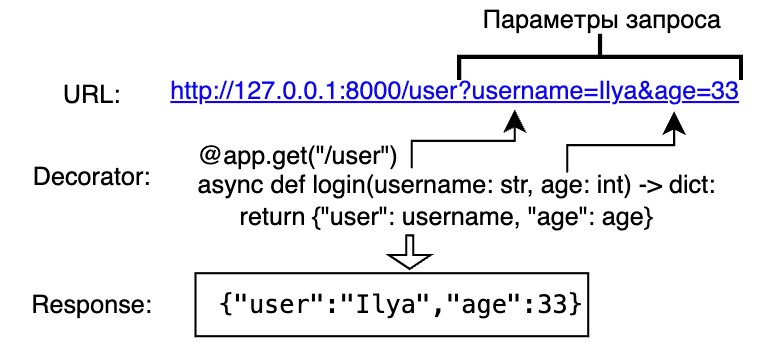 Параметры запроса
URL: http://127.0.0.1:8000/user?username=Ilya&age=33
@app.get("/user")
Decorator: async def login(username: str, age: int) -> dict:
return {"user": username, "age": age}
Response: {"user":"Ilya","age":33}